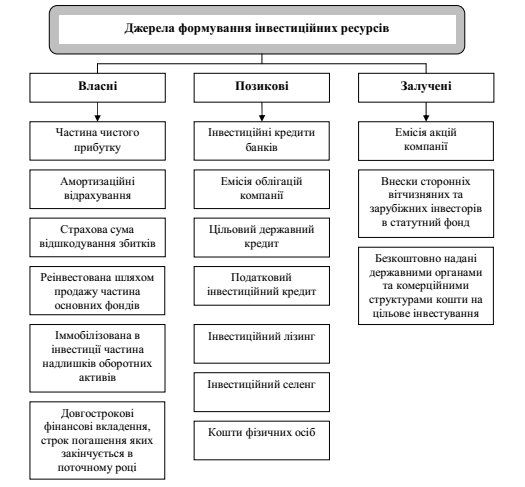 Джерела формування інвестиційних ресурсів
Власні
Позикові
Залучені
Частина чистого
прибутку
Амортизаційні
відрахування
Страхова сума
відшкодування збитків
Реінвестована шляхом
продажу частина
основних фондів
Іммобілізована в
інвестиції частина
надлишків оборотних
активів
Довгострокові
фінансові вкладення,
строк погашення яких
закінчується в
поточному році
Інвестиційні кредити
банків
Емісія облігацій
компанії
Цільовий державний
кредит
Податковий
інвестиційний кредит
Інвестиційний лізинг
Інвестиційний селенг
Кошти фізичних осіб
Емісія акцій
компанії
Внески сторонніх
вітчизняних та
зарубіжних інвесторів
в статутний фонд
Безкоштовно надані
державними органами
та комерційними
структурами кошти на
цільове інвестування